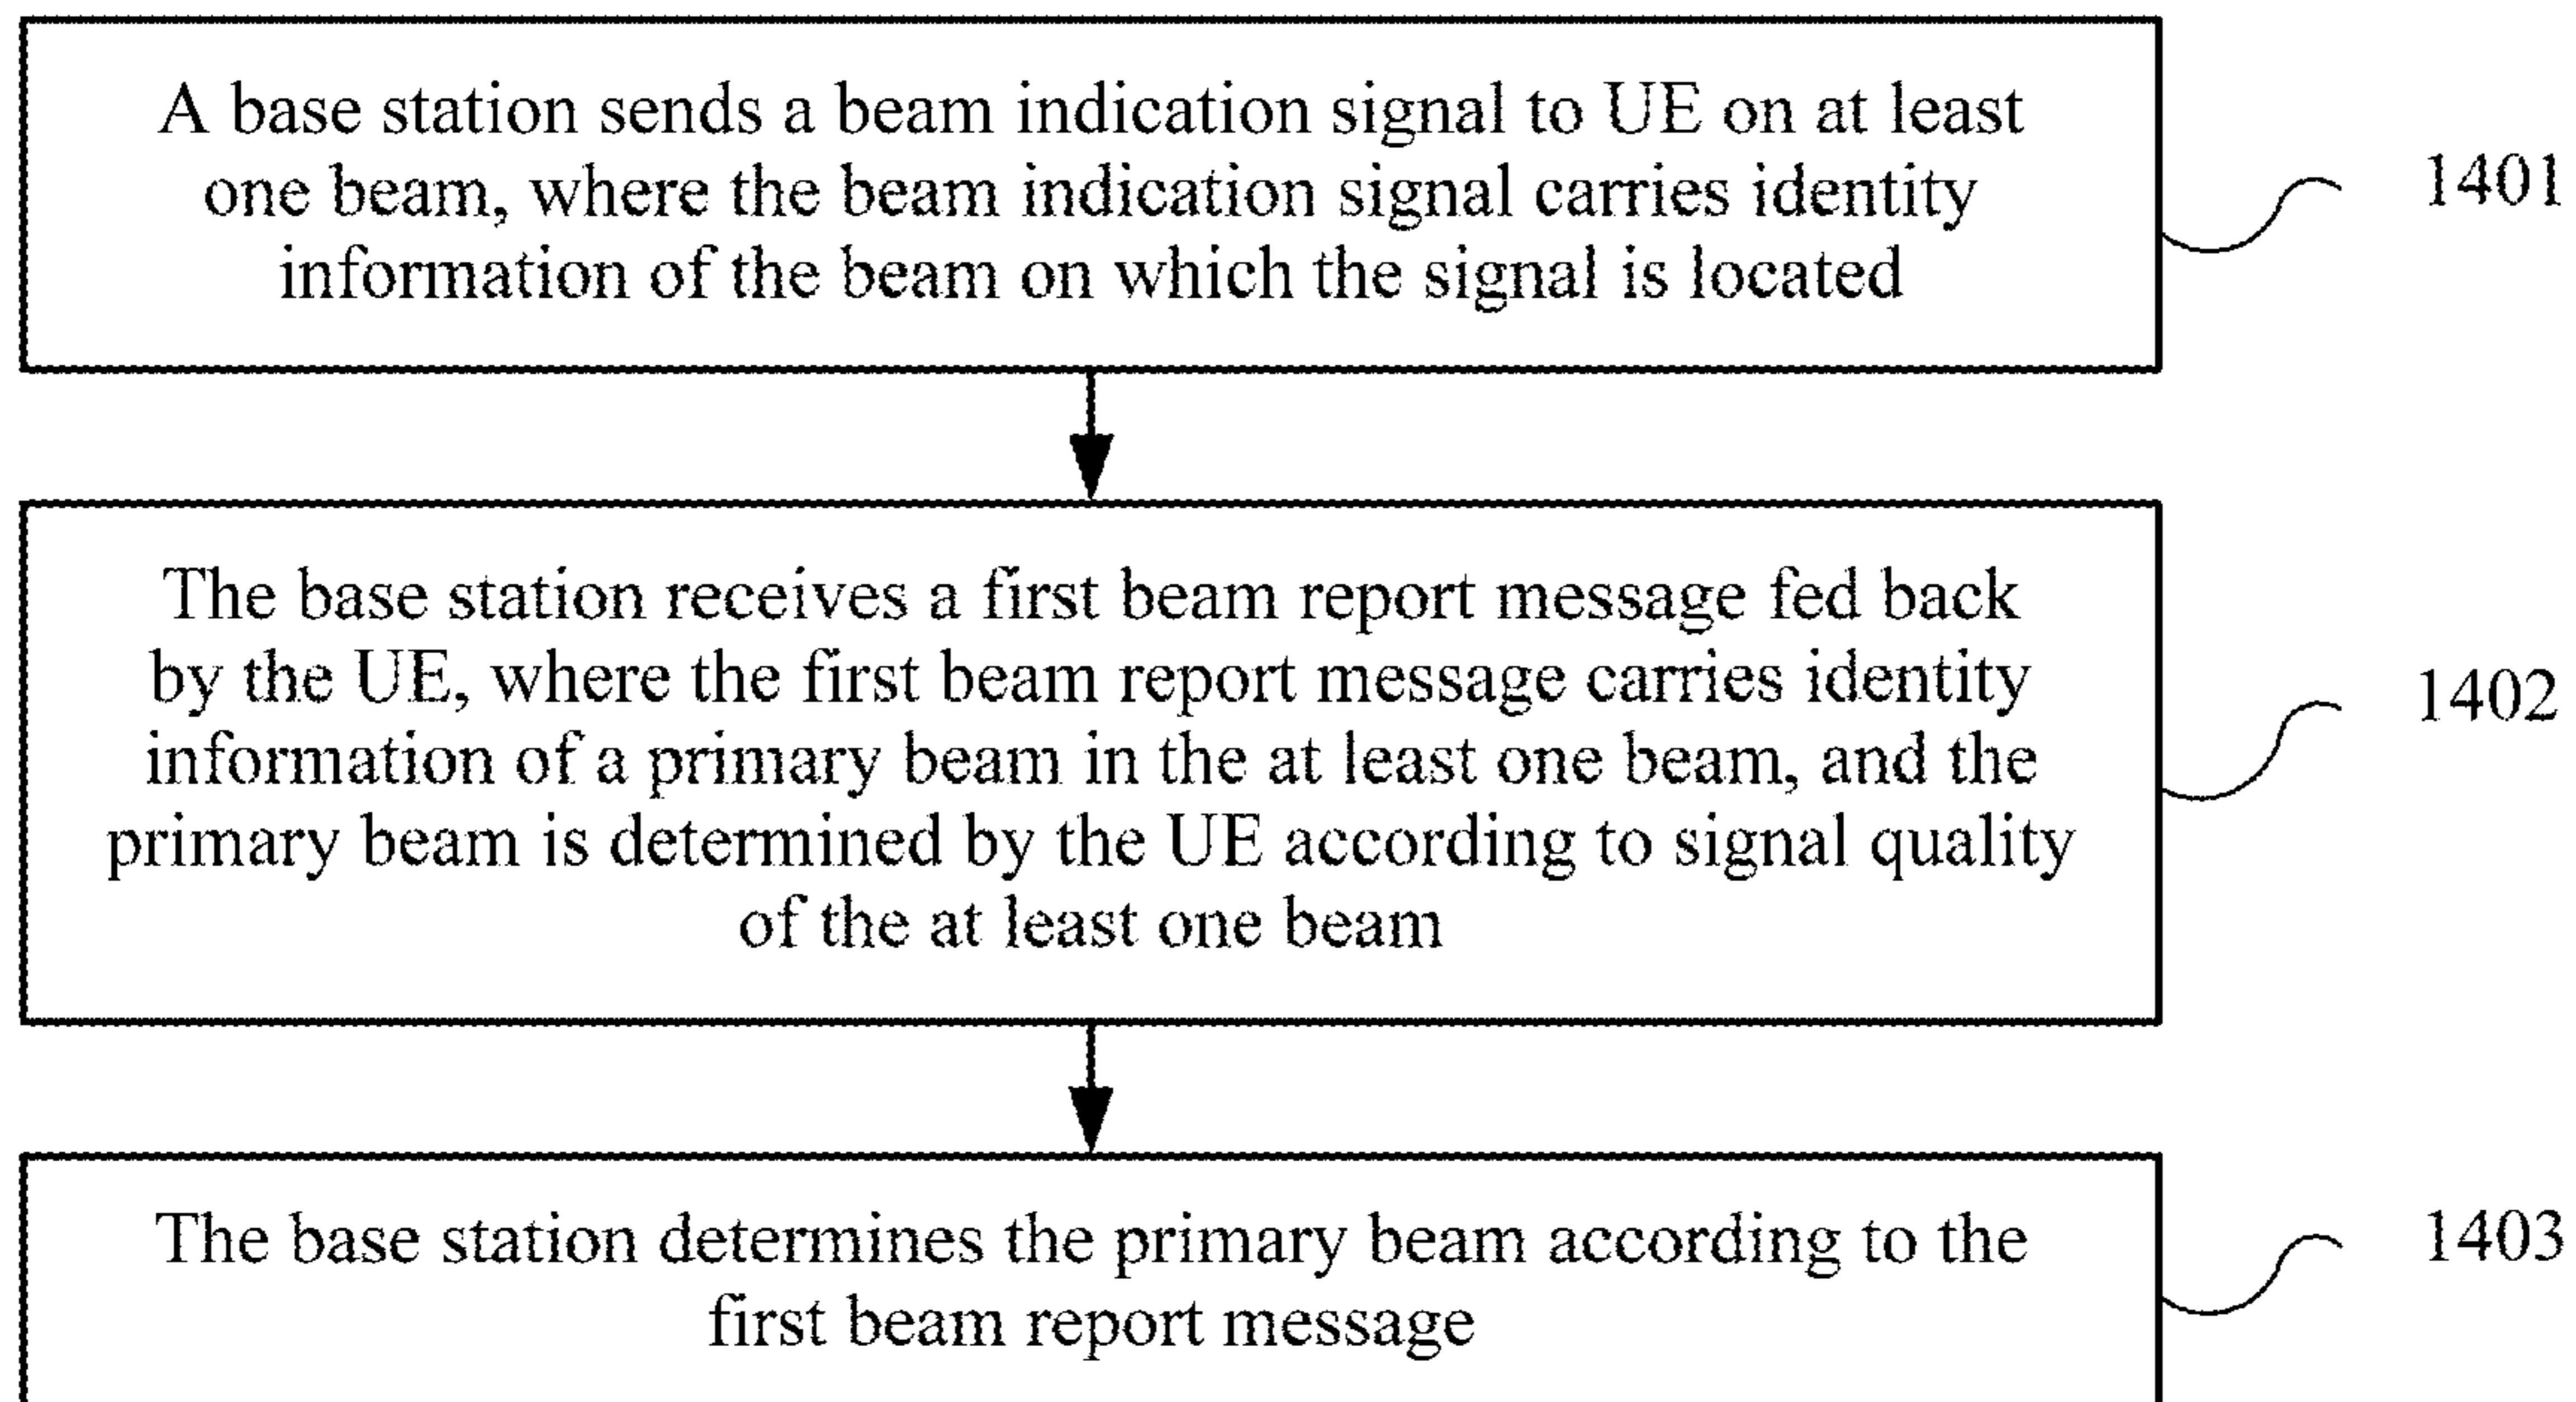 A base station sends a beam indication signal to UE on at least
one beam, where the beam indication signal carries identity
information of the beam on which the signal is located
1401
The base station receives a first beam report message fed back
by the UE, where the first beam report message carries identity
information of a primary beam in the at least one beam, and the
primary beam is determined by the UE according to signal quality
of the at least one beam
1402
The base station determines the primary beam according to the
first beam report message
1403